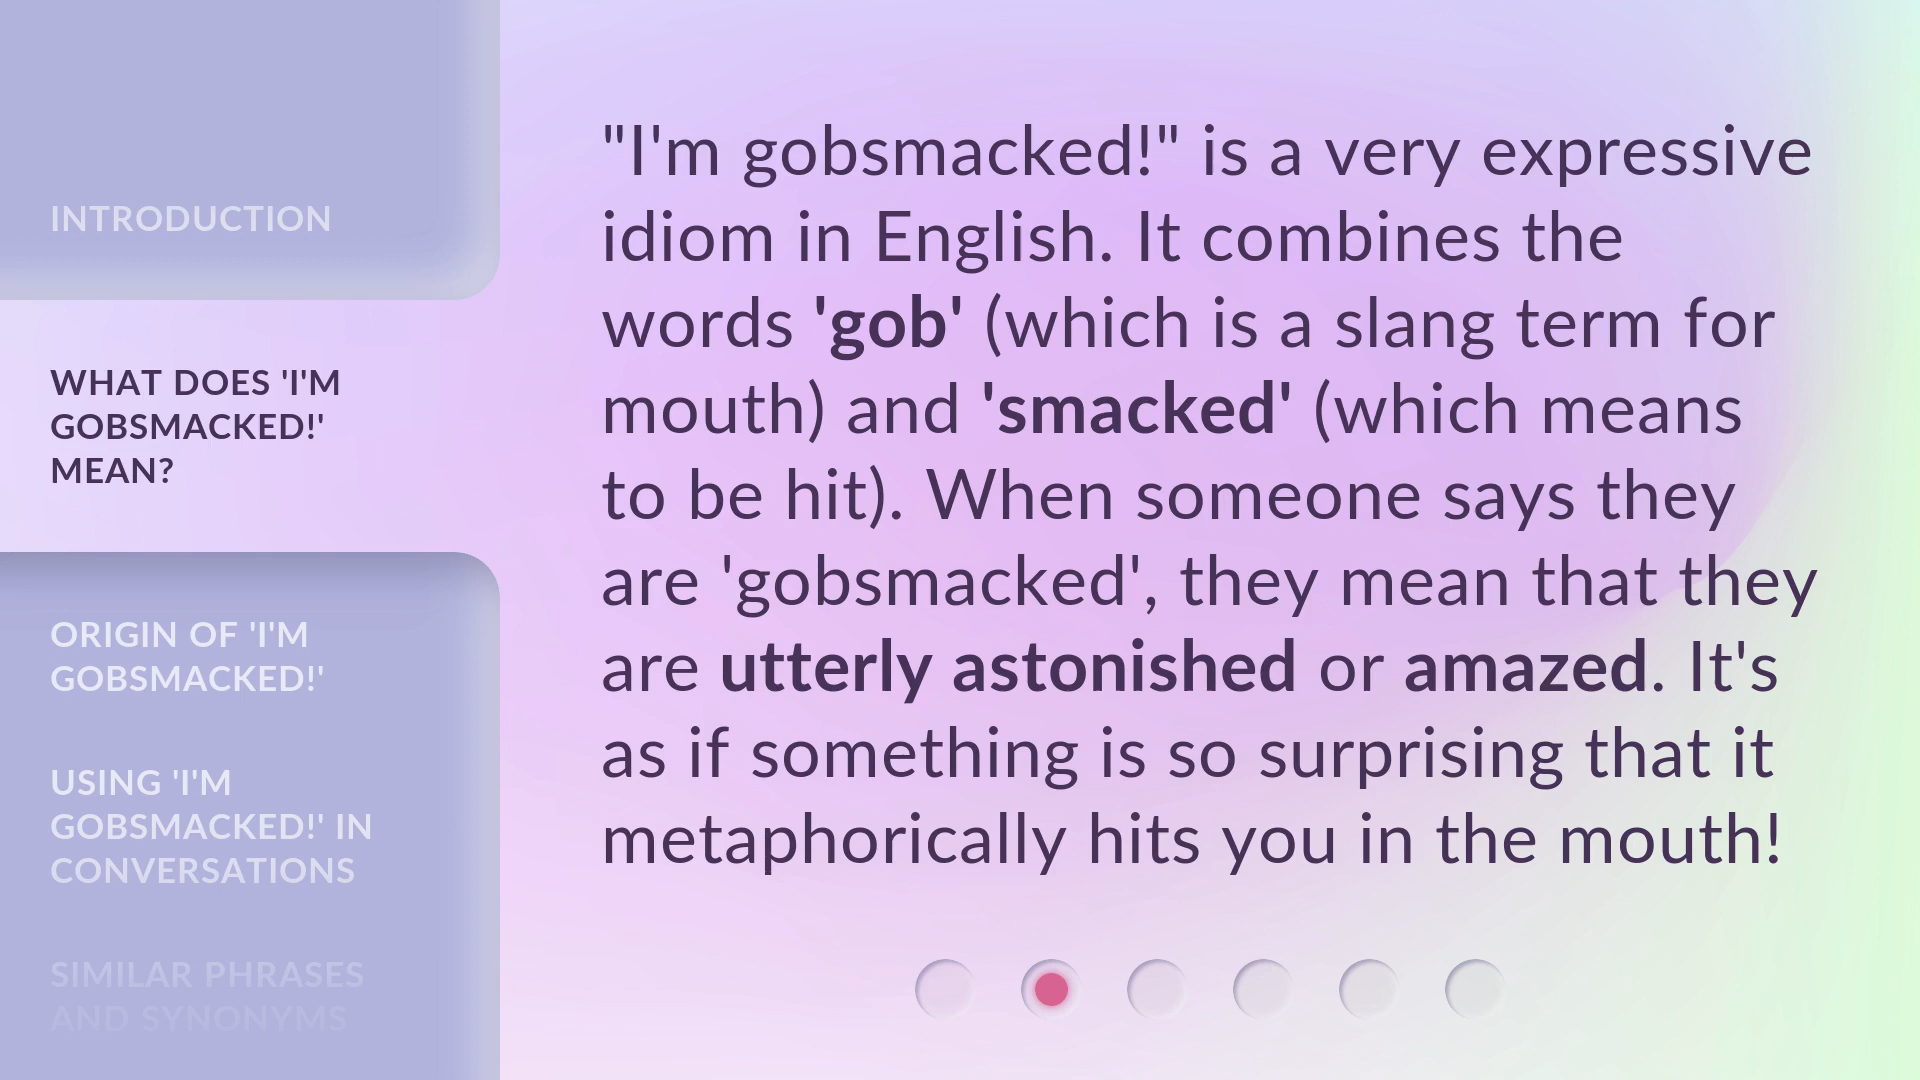 INTRODUCTION
WHAT DOES 'I'M
GOBSMACKED!'
MEAN?
ORIGIN OF 'I'M
GOBSMACKED!'
USING 'I'M
GOBSMACKED!' IN
CONVERSATIONS
SIMILAR PHRASES
AND SYNONYMS
"I'm gobsmacked!" is a very expressive
idiom in English. It combines the
words 'gob' (which is a slang term for
mouth) and 'smacked' (which means
to be hit). When someone says they
are 'gobsmacked', they mean that they
are utterly astonished or amazed. It's
as if something is so surprising that it
metaphorically hits you in the mouth!